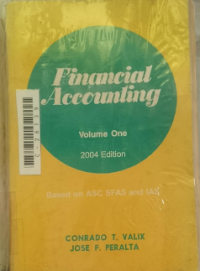 Financial
Accounting
Volume One
2004 Edition
Based on ASC SFAS and IAS
CONRADO T. VALIX
JOSE F. PERALTA